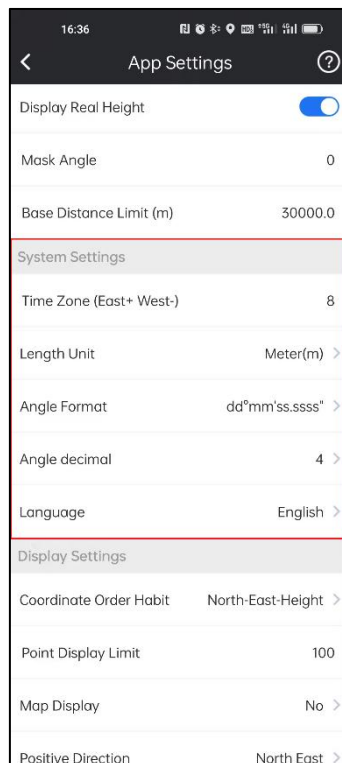 16:36
App Settings
Display Real Height
Mask Angle 0
Base Distance Limit (m) 30000.0
System Settings
Time Zone (East+ West-) 8
Length Unit Meter(m)
Angle Format dd°mm'ss.ssss"
Angle decimal 4
Language English
Display Settings
Coordinate Order Habit North-East-Height
Point Display Limit 100
Map Display No
Positive Direction North East